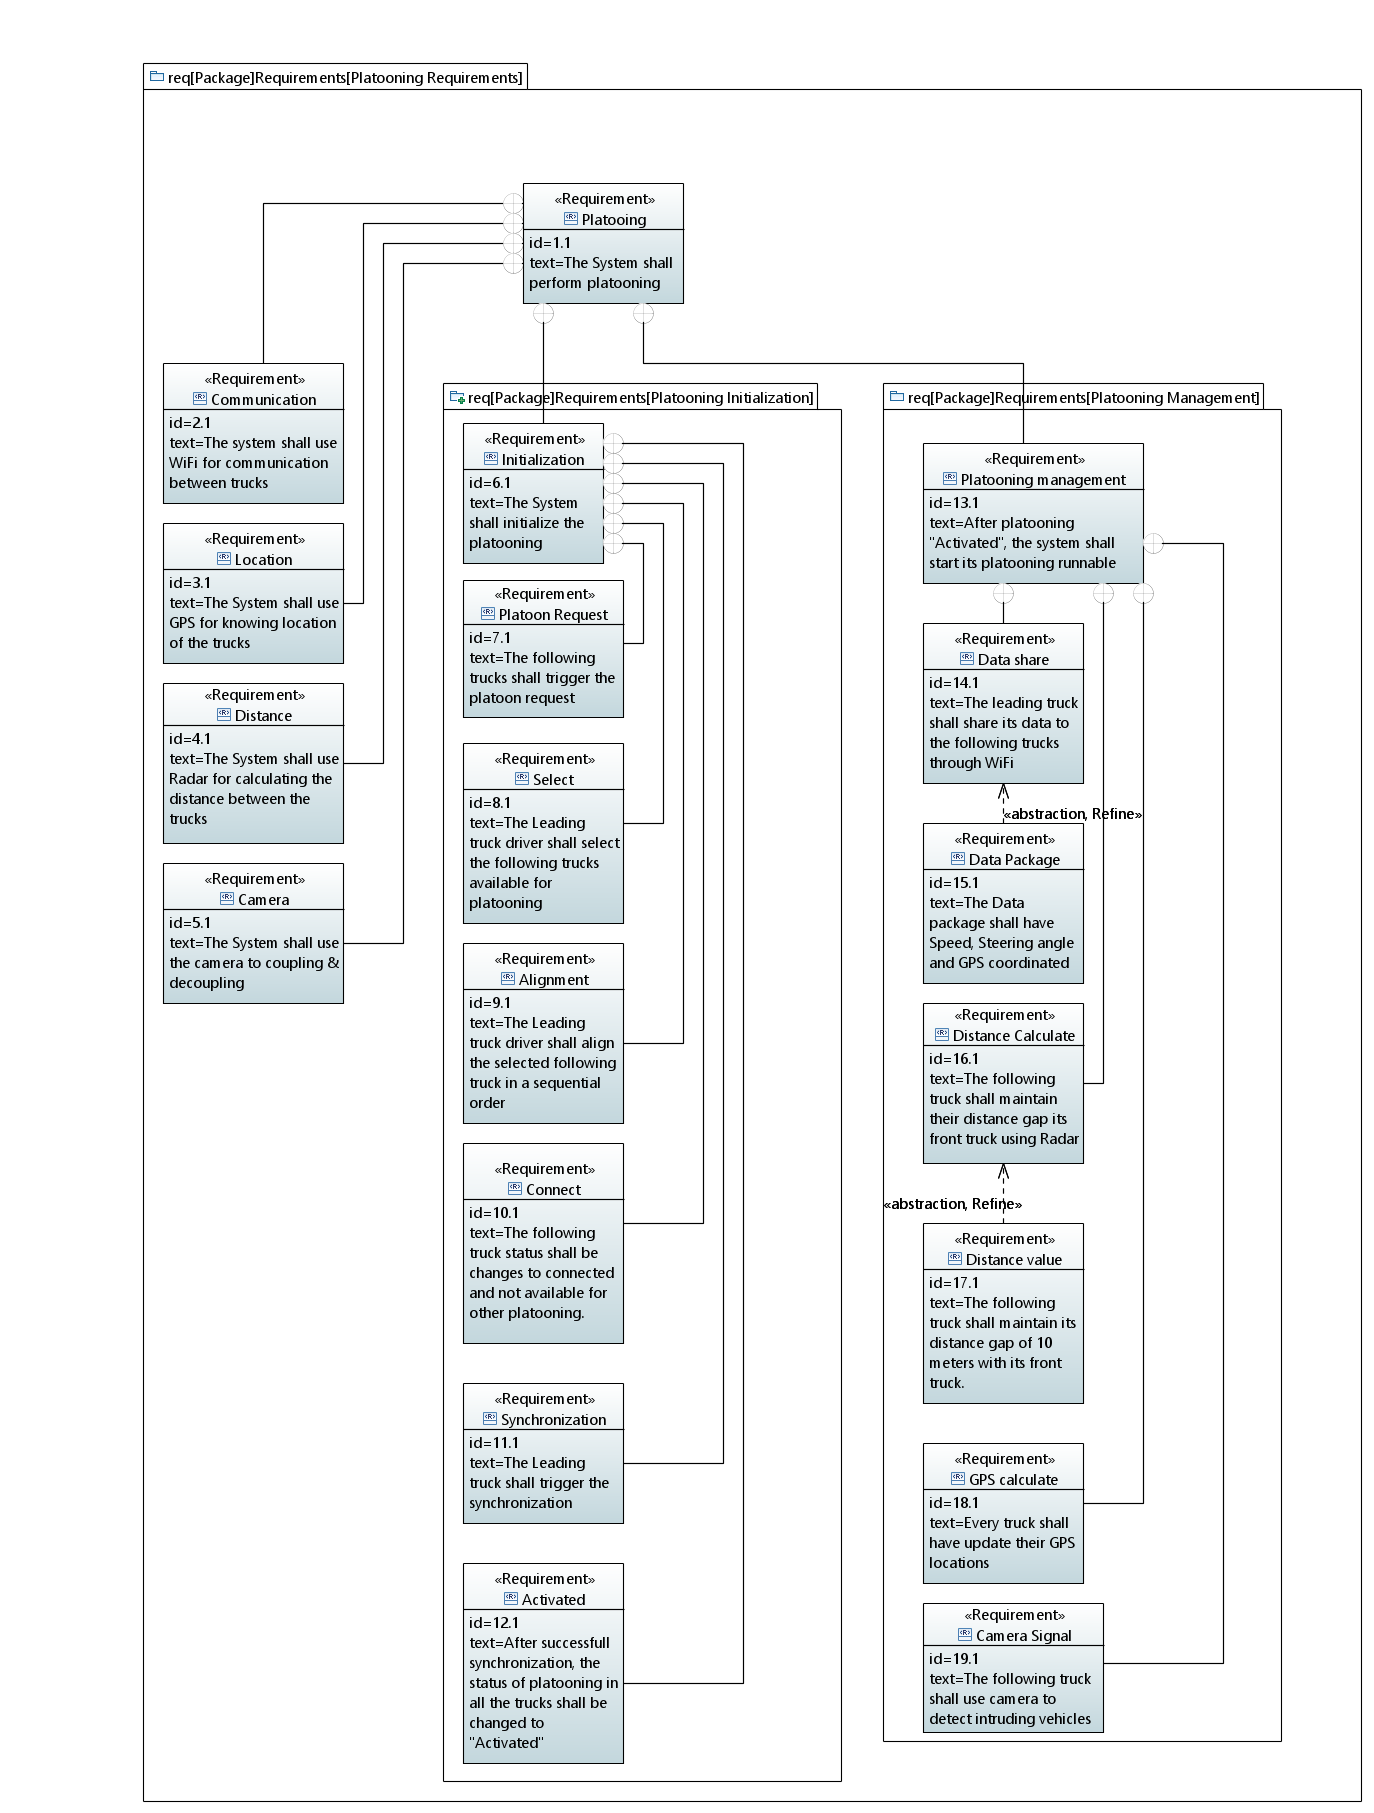 req[Package]Requirements[Platooning Requirements]
«Requirement»
Platooing
id=1.1
text=The System shall
perform platooning
«Requirement»
Communication
id=2.1
text=The system shall use
WiFi for communication
between trucks
«Requirement»
Location
id=3.1
text=The System shall use
GPS for knowing location
of the trucks
«Requirement»
Distance
id=4.1
text=The System shall use
Radar for calculating the
distance between the
trucks
«Requirement»
Camera
id=5.1
text=The System shall use
the camera to coupling &
decoupling
req[Package]Requirements[Platooning Initialization]
«Requirement»
Initialization
id=6.1
text=The System
shall initialize the
platooning
«Requirement»
Platoon Request
id=7.1
text=The following
trucks shall trigger the
platoon request
«Requirement»
Select
id=8.1
text=The Leading
truck driver shall select
the following trucks
available for
platooning
«Requirement»
Alignment
id=9.1
text=The Leading
truck driver shall align
the selected following
truck in a sequential
order
«Requirement»
Connect
id=10.1
text=The following
truck status shall be
changes to connected
and not available for
other platooning.
«Requirement»
Synchronization
id=11.1
text=The Leading
truck shall trigger the
synchronization
«Requirement»
Activated
id=12.1
text=After successfull
synchronization, the
status of platooning in
all the trucks shall be
changed to
"Activated"
req[Package]Requirements[Platooning Management]
«Requirement»
Platooning management
id=13.1
text=After platooning
"Activated", the system shall
start its platooning runnable
«Requirement»
Data share
id=14.1
text=The leading truck
shall share its data to
the following trucks
through WiFi
«abstraction, Refine»
«Requirement»
Data Package
id=15.1
text=The Data
package shall have
Speed, Steering angle
and GPS coordinated
«Requirement»
Distance Calculate
id=16.1
text=The following
truck shall maintain
their distance gap its
front truck using Radar
«abstraction, Refine»
«Requirement»
Distance value
id=17.1
text=The following
truck shall maintain its
distance gap of 10
meters with its front
truck.
«Requirement»
GPS calculate
id=18.1
text=Every truck shall
have update their GPS
locations
«Requirement»
Camera Signal
id=19.1
text=The following truck
shall use camera to
detect intruding vehicles